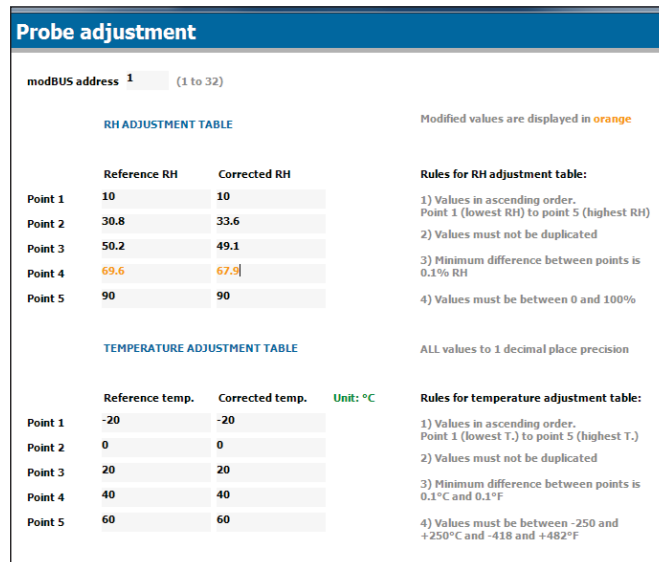 Probe adjustment
modBUS address 1 (1 to 32)
RH ADJUSTMENT TABLE
Modified values are displayed in orange
Reference RH Corrected RH Rules for RH adjustment table:
Point 1 10 10
1) Values in ascending order.
Point 1 (lowest RH) to point 5 (highest RH)
Point 2 30.8 33.6
2) Values must not be duplicated
Point 3 50.2 49.1
3) Minimum difference between points is
0.1% RH
Point 4 69.6 67.9
Point 5 90 90
4) Values must be between 0 and 100%
TEMPERATURE ADJUSTMENT TABLE ALL values to 1 decimal place precision
Reference temp. Corrected temp. Unit: °C Rules for temperature adjustment table:
Point 1 -20 -20
1) Values in ascending order.
Point 1 (lowest T.) to point 5 (highest T.)
Point 2 0 0
2) Values must not be duplicated
Point 3 20 20
3) Minimum difference between points is
0.1°C and 0.1°F
Point 4 40 40
Point 5 60 60
4) Values must be between -250 and
+250°C and -418 and +482°F